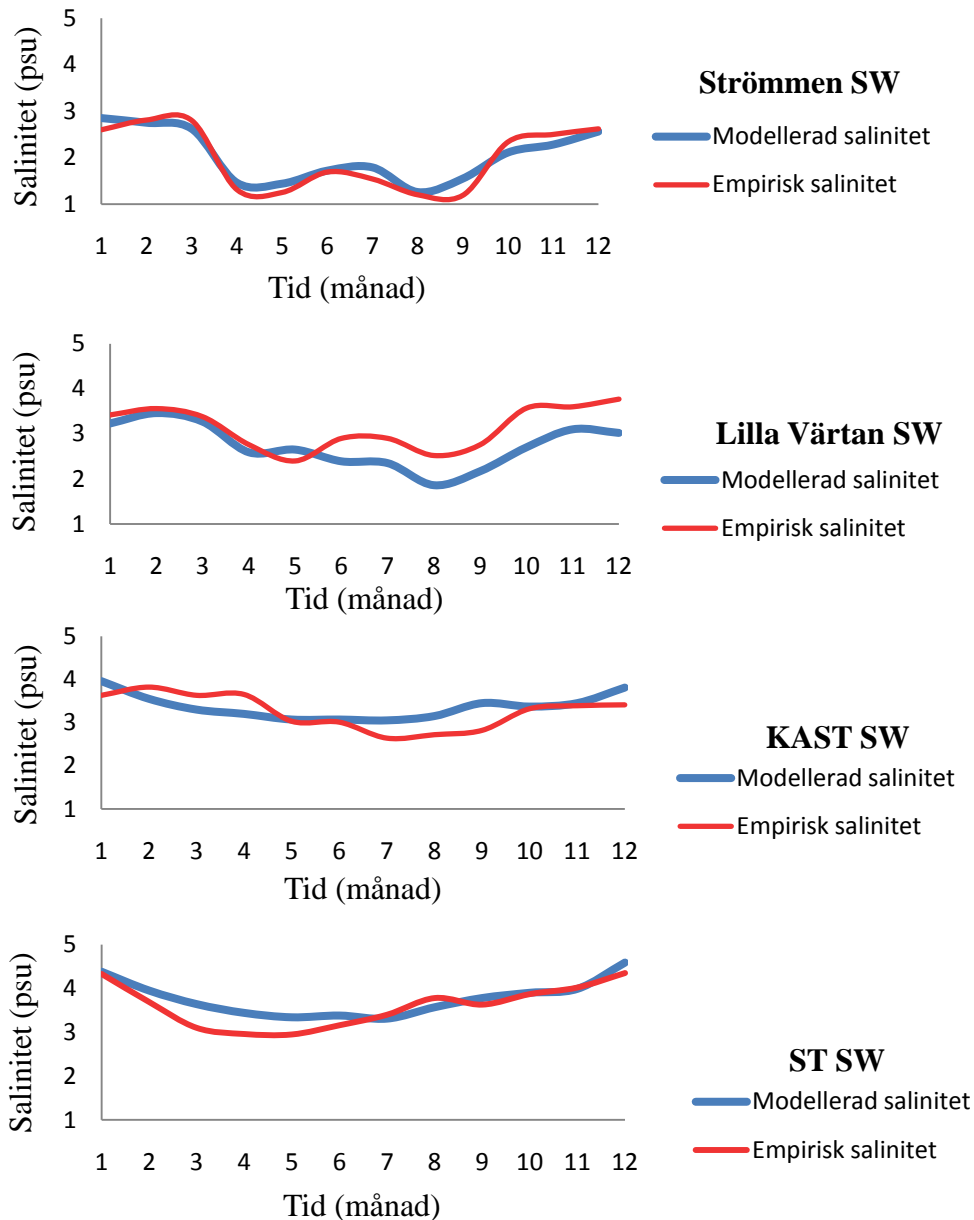 Salinitet (psu)
5
4
3
2
1
1 2 3 4 5 6 7 8 9 10 11 12
Tid (månad)
Strömmen SW
Modellerad salinitet
Empirisk salinitet
Salinitet (psu)
5
4
3
2
1
1 2 3 4 5 6 7 8 9 10 11 12
Tid (månad)
Lilla Värtan SW
Modellerad salinitet
Empirisk salinitet
Salinitet (psu)
5
4
3
2
1
1 2 3 4 5 6 7 8 9 10 11 12
Tid (månad)
KAST SW
Modellerad salinitet
Empirisk salinitet
Salinitet (psu)
5
4
3
2
1
1 2 3 4 5 6 7 8 9 10 11 12
Tid (månad)
ST SW
Modellerad salinitet
Empirisk salinitet